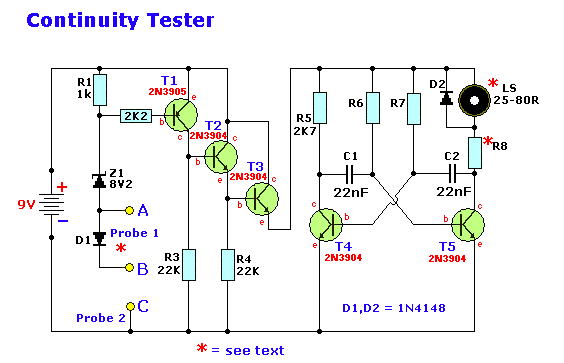 Continuity Tester
R1
1k
T1
2N3905
e
b
c
2K2
T2
2N3904
c
b
e
T3
2N3904
c
b
e
R5
2K7
R6
R7
D2
*
LS
25-80R
*
R8
C1
22nF
C2
22nF
Z1
8V2
9V
+
−
A
Probe 1
D1
*
B
C
Probe 2
R3
22K
R4
22K
c
b
e
T4
2N3904
c
b
e
T5
2N3904
D1,D2 = 1N4148
* = see text